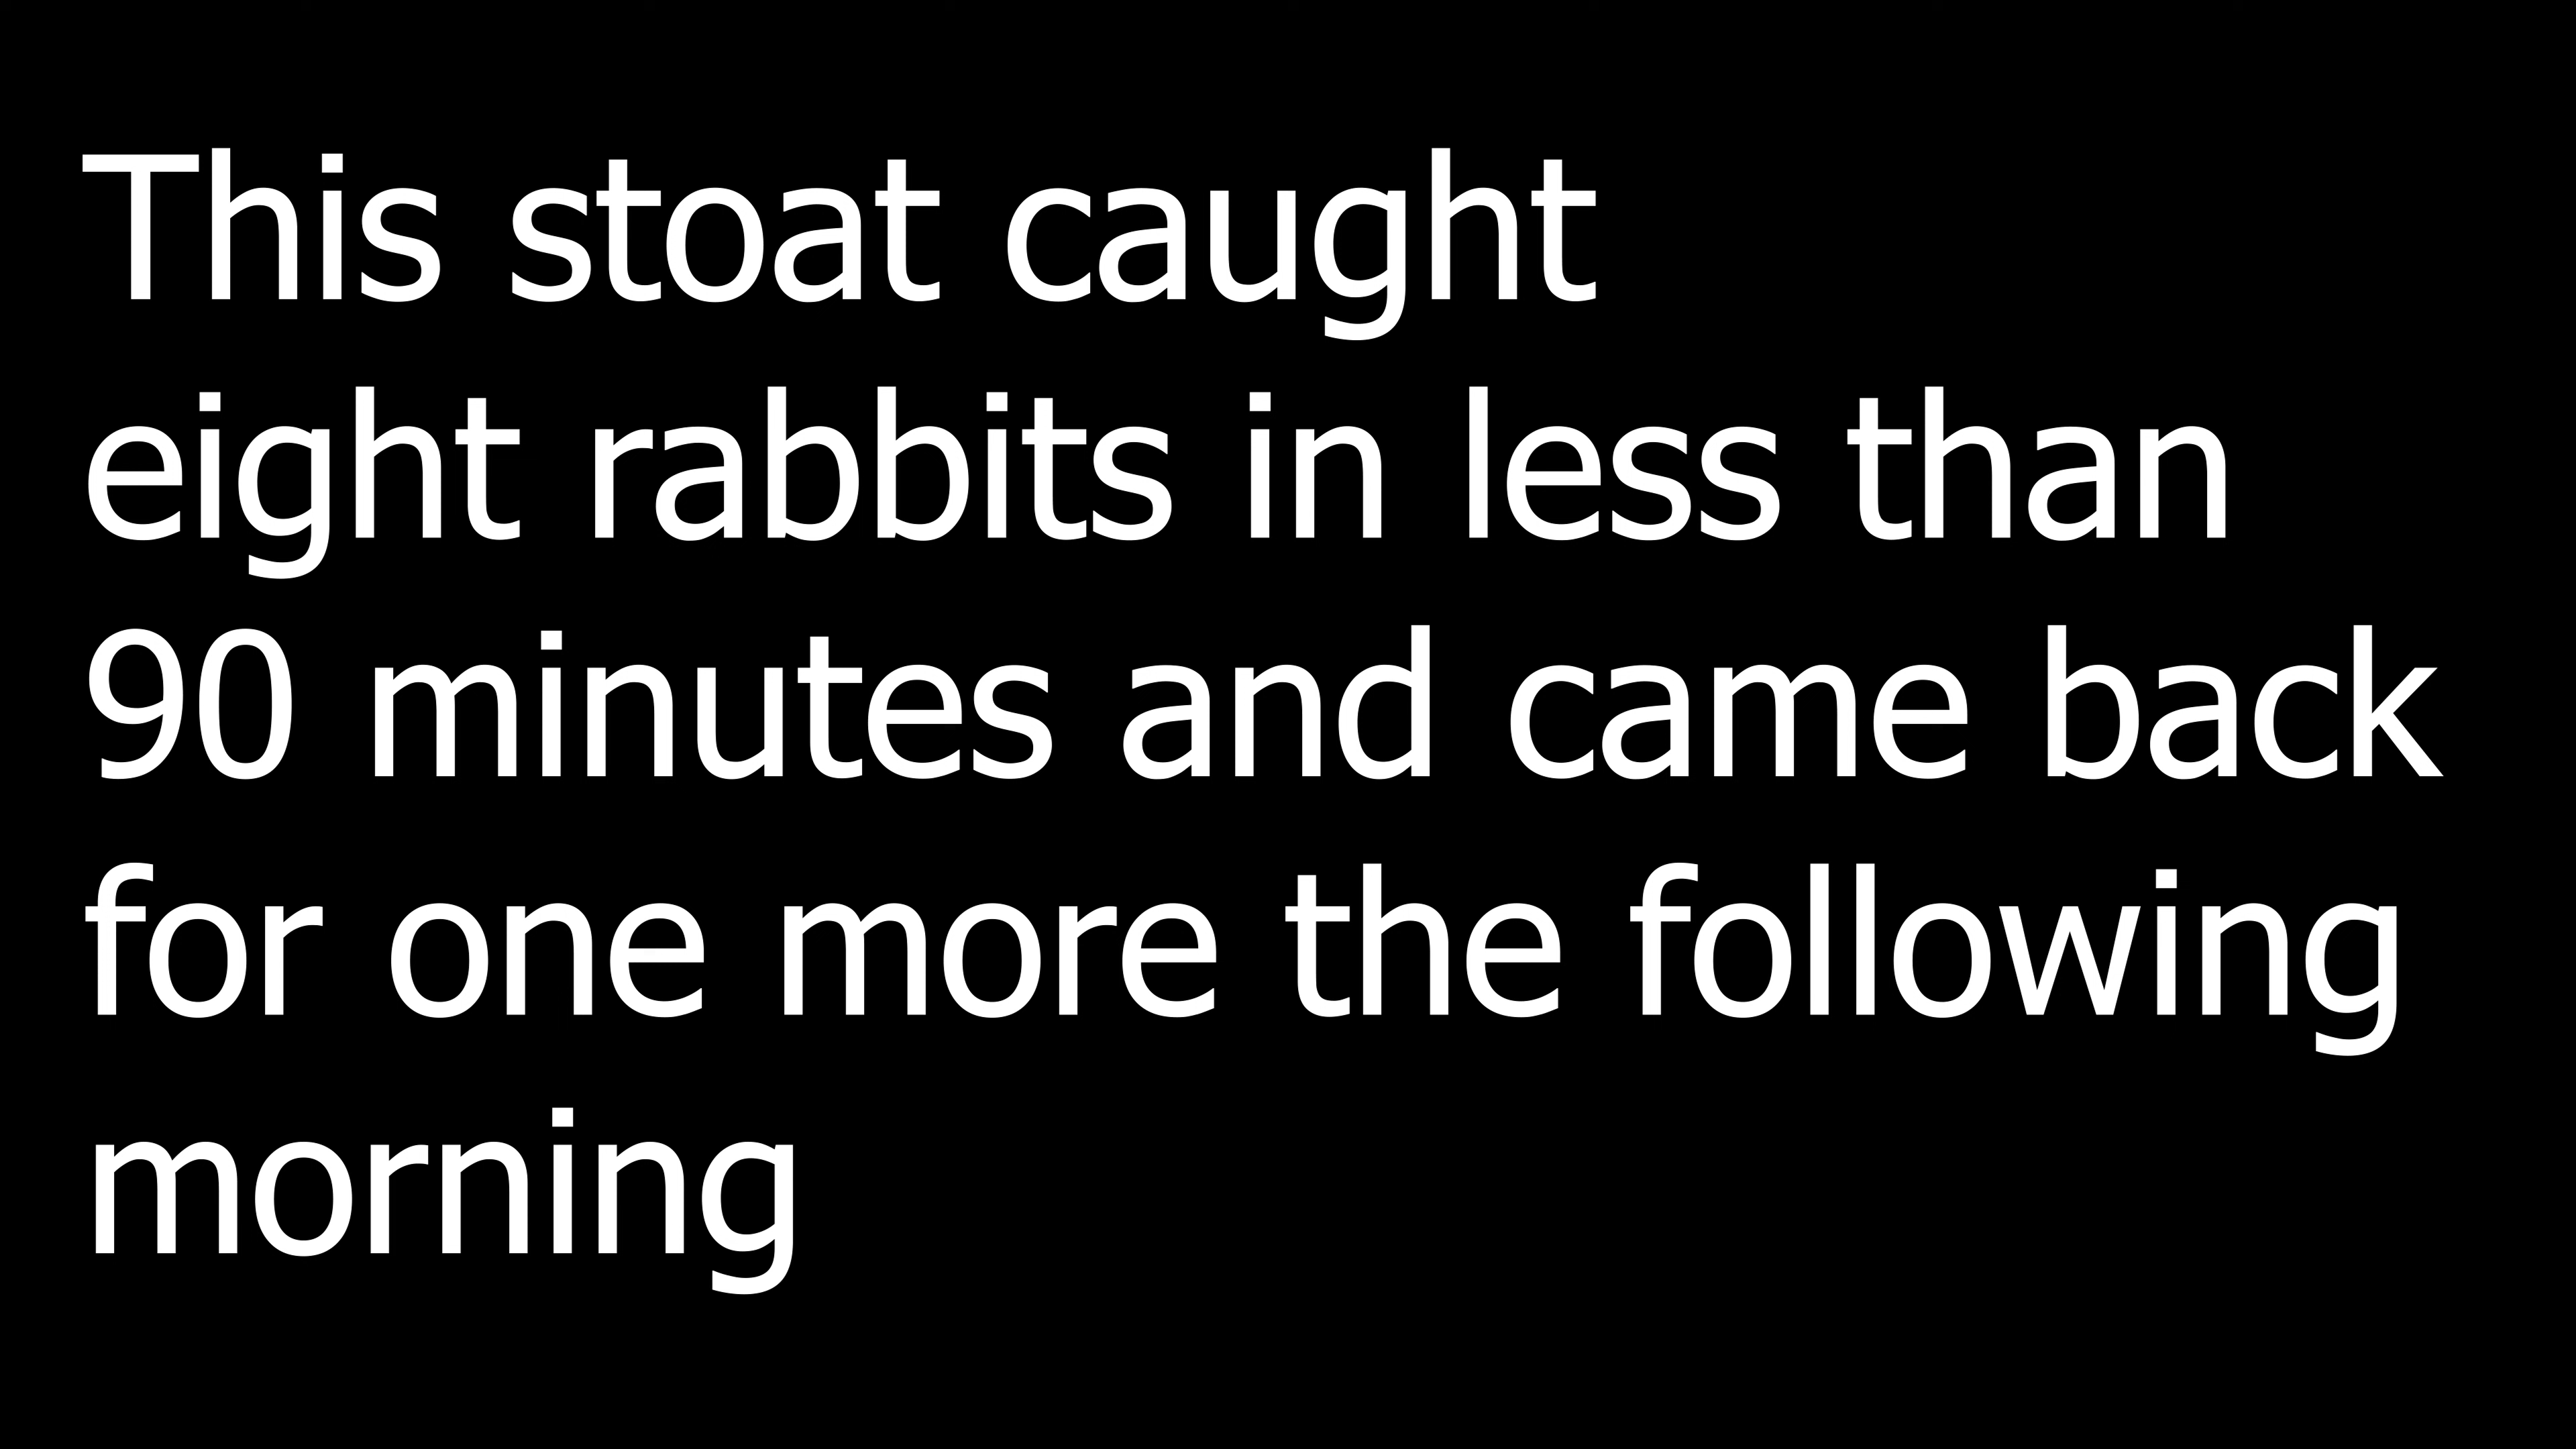 This stoat caught
eight rabbits in less than
90 minutes and came back
for one more the following
morning